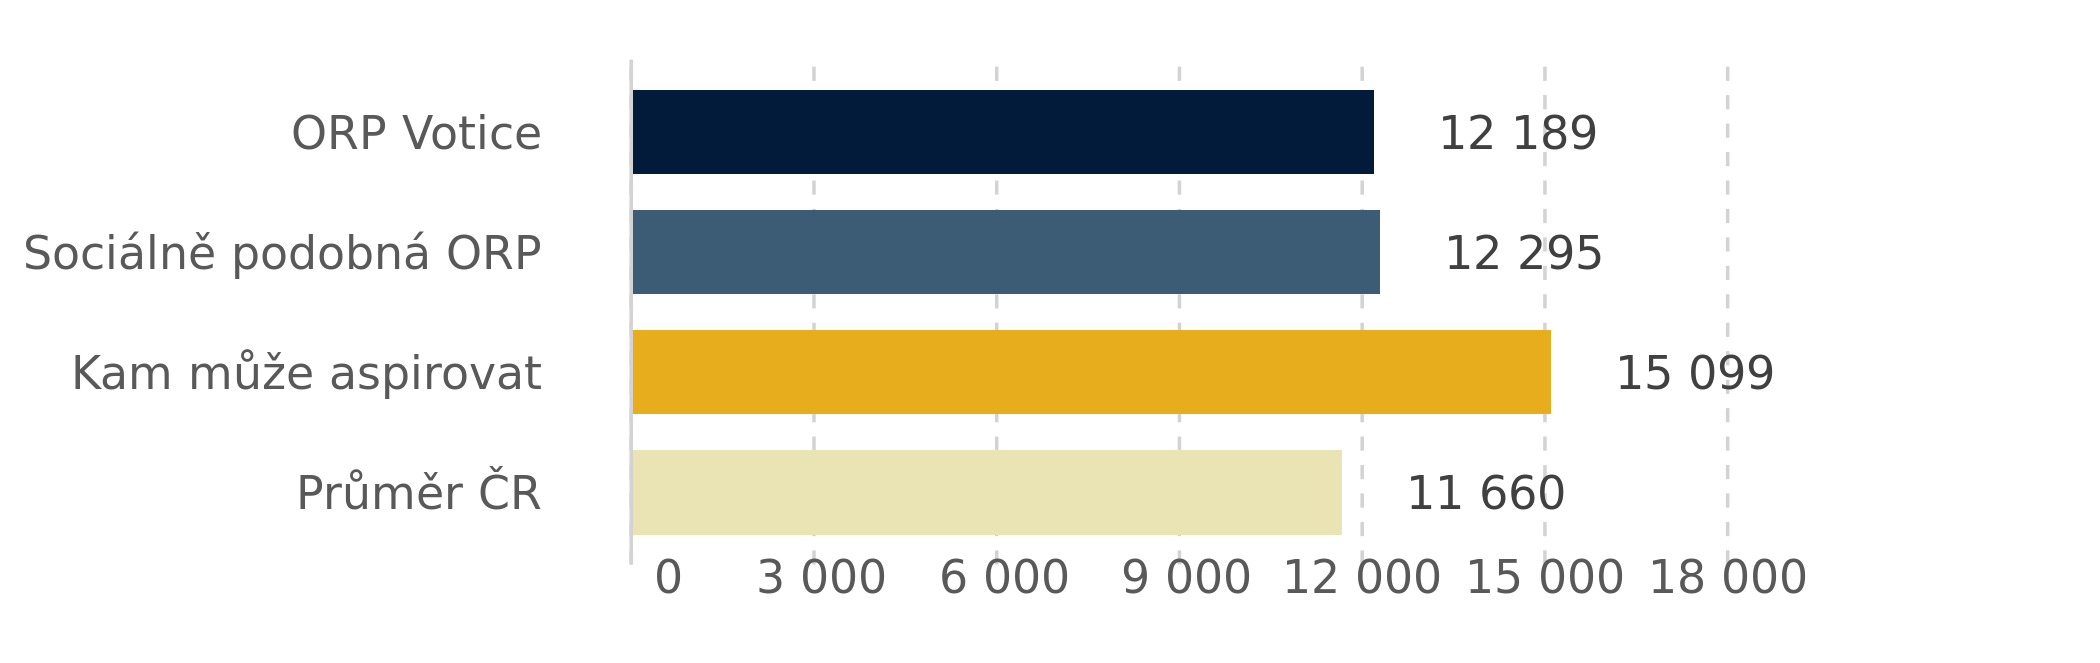 ORP Votice 12 189
Sociálně podobná ORP 12 295
Kam může aspirovat 15 099
Průměr ČR 11 660
0 3 000 6 000 9 000 12 000 15 000 18 000